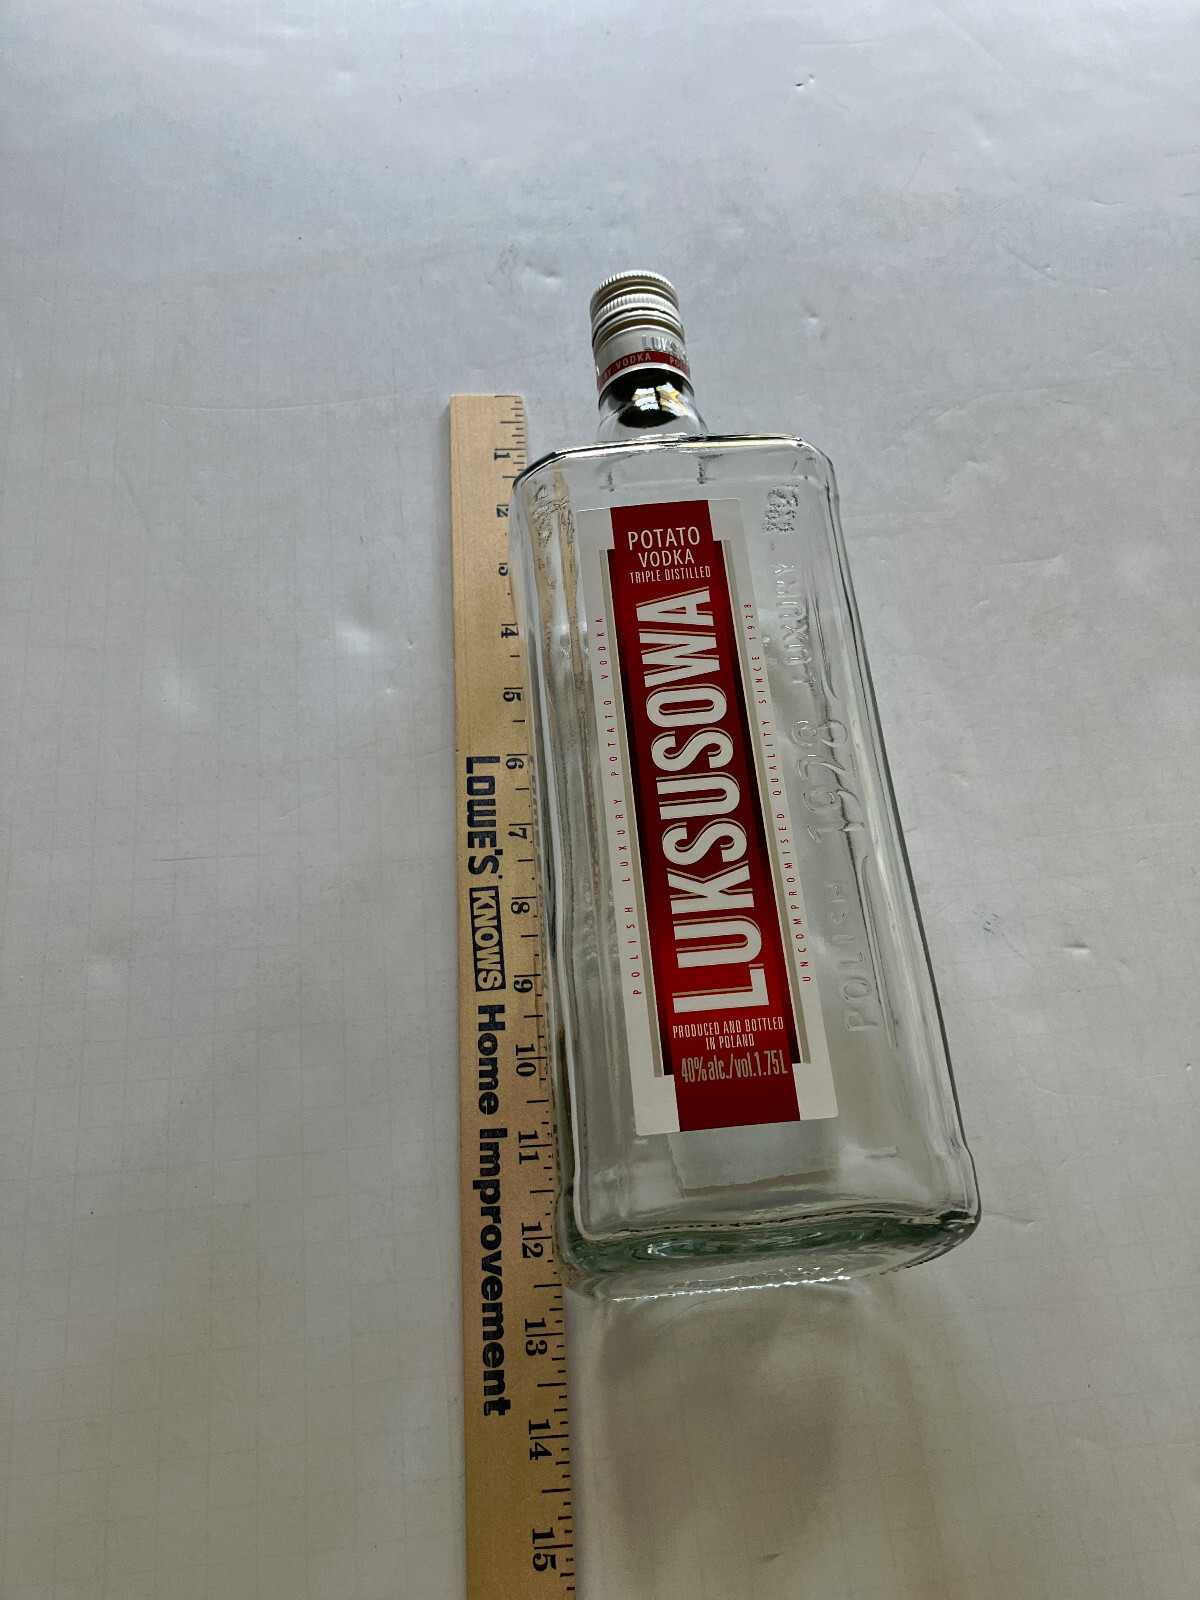 POTATO
VODKA
TRIPLE DISTILLED
LUKSUSOWA
POLISH LUXURY POTATO VODKA
UNCOMPROMISED QUALITY SINCE 1928
PRODUCED AND BOTTLED
IN POLAND
40% alc./vol.1.75L
VODKA
POLISH 1928 LUXURY
LOWE'S KNOWS Home Improvement
1
2
3
4
5
6
7
8
9
10
11
12
13
14
15